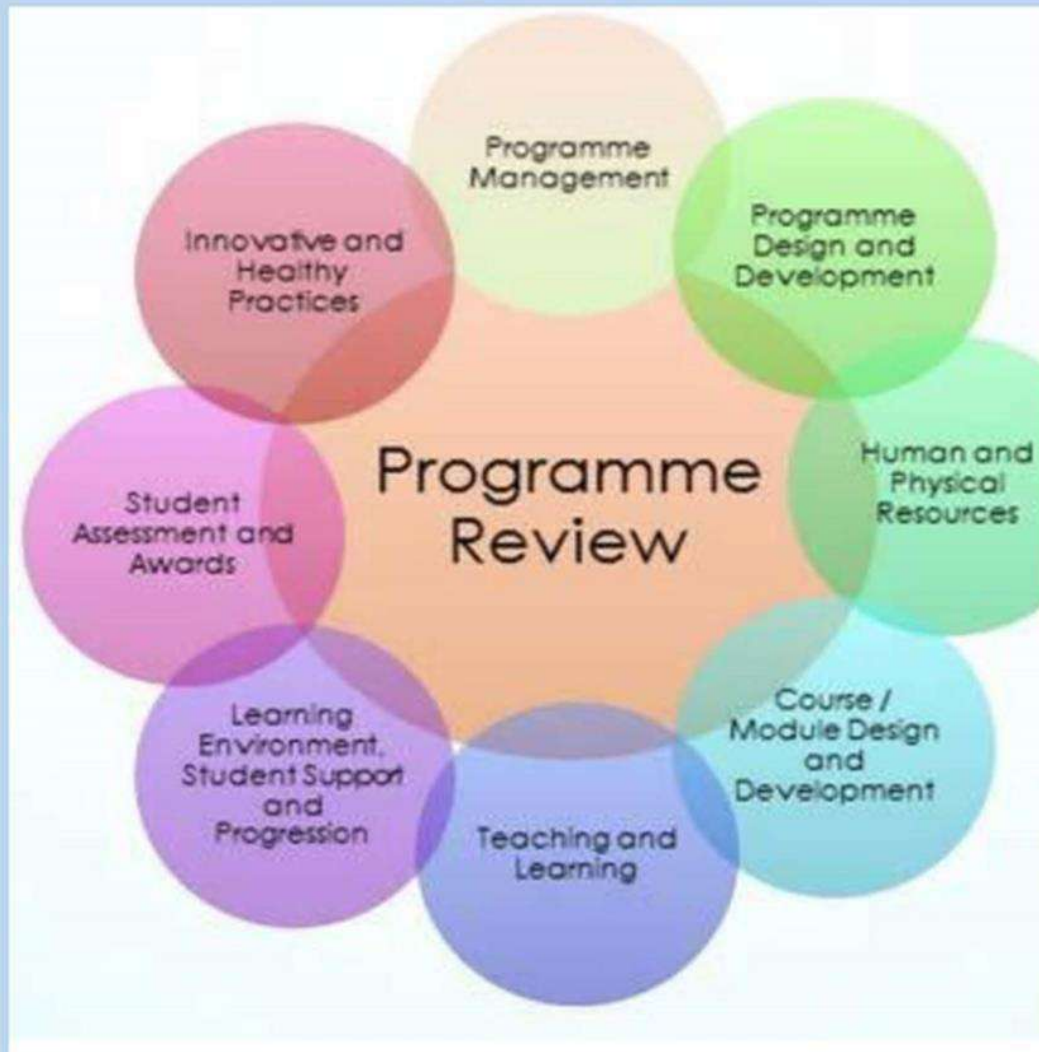 Programme
Management
Programme
Design and
Development
Human and
Physical
Resources
Course /
Module Design
and
Development
Teaching and
Learning
Learning
Environment,
Student Support
and
Progression
Student
Assessment and
Awards
Innovative and
Healthy
Practices
Programme
Review